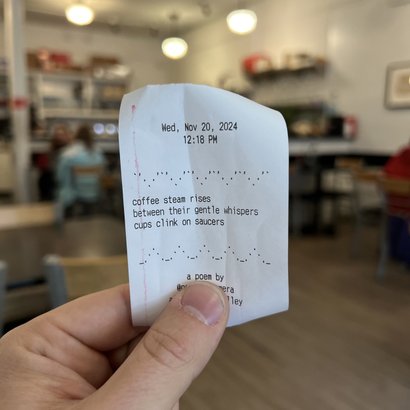 Wed, Nov 20, 2024
12:18 PM
coffee steam rises
between their gentle whispers
cups clink on saucers
a poem by